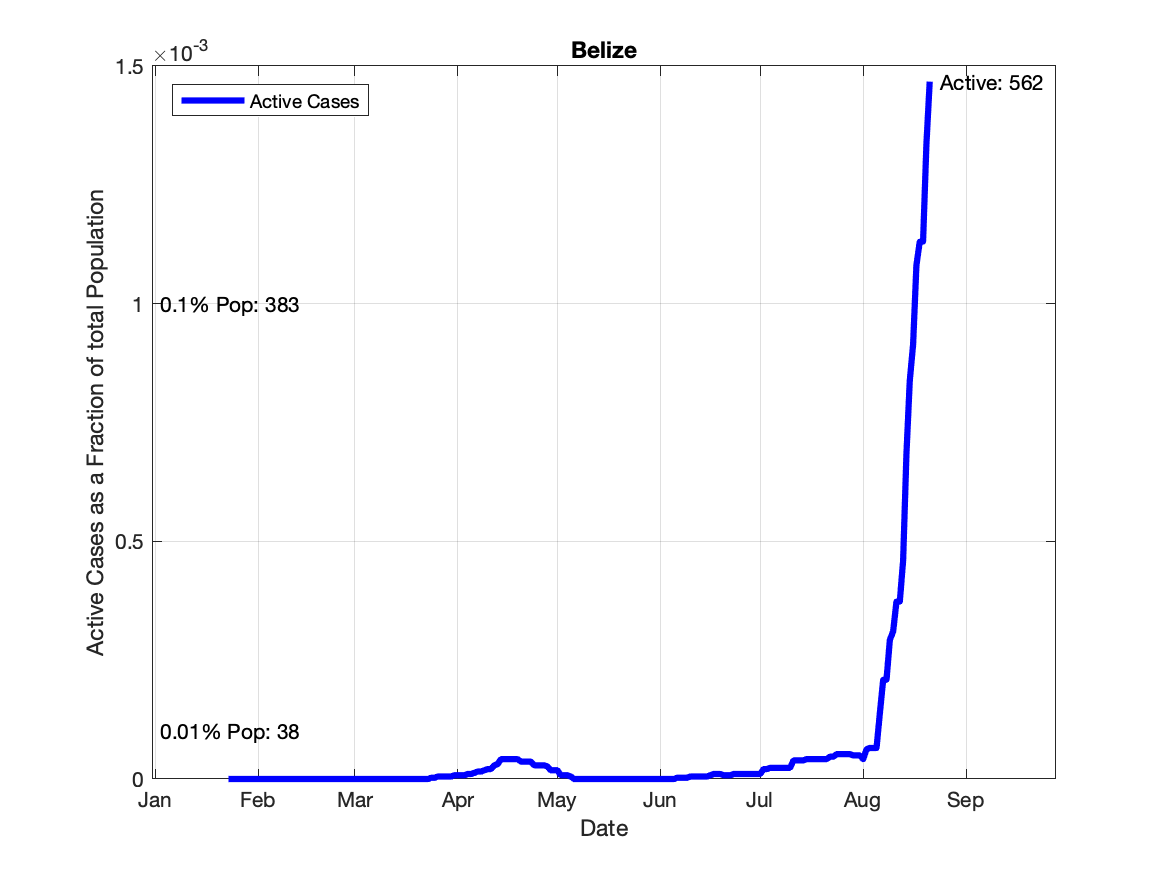 Belize
×10-3
1.5
Active Cases
Active: 562
1
0.1% Pop: 383
0.5
0.01% Pop: 38
0
Active Cases as a Fraction of total Population
Jan Feb Mar Apr May Jun Jul Aug Sep
Date